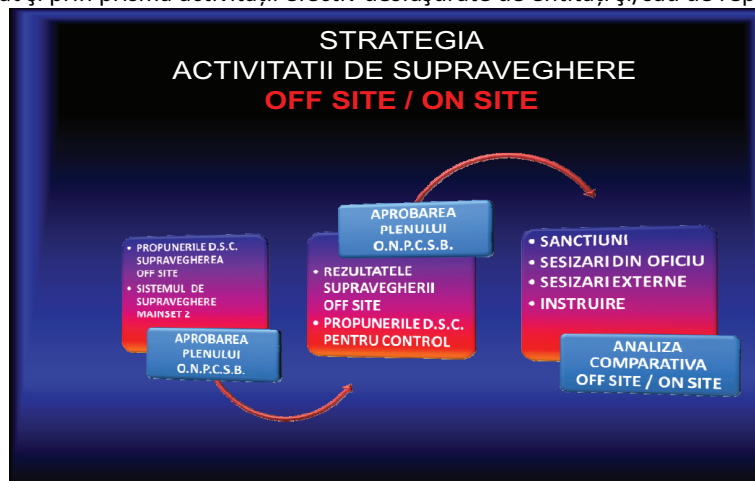 STRATEGIA
ACTIVITATII DE SUPRAVEGHERE
OFF SITE / ON SITE
• PROPUNERILE D.S.C.
SUPRAVEGHEREA
OFF SITE
• SISTEMUL DE
SUPRAVEGHERE
MAINSET 2
APROBAREA
PLENULUI
O.N.P.C.S.B.
APROBAREA
PLENULUI
O.N.P.C.S.B.
• REZULTATELE
SUPRAVEGHERII
OFF SITE
• PROPUNERILE D.S.C.
PENTRU CONTROL
• SANCTIUNI
• SESIZARI DIN OFICIU
• SESIZARI EXTERNE
• INSTRUIRE
ANALIZA
COMPARATIVA
OFF SITE / ON SITE